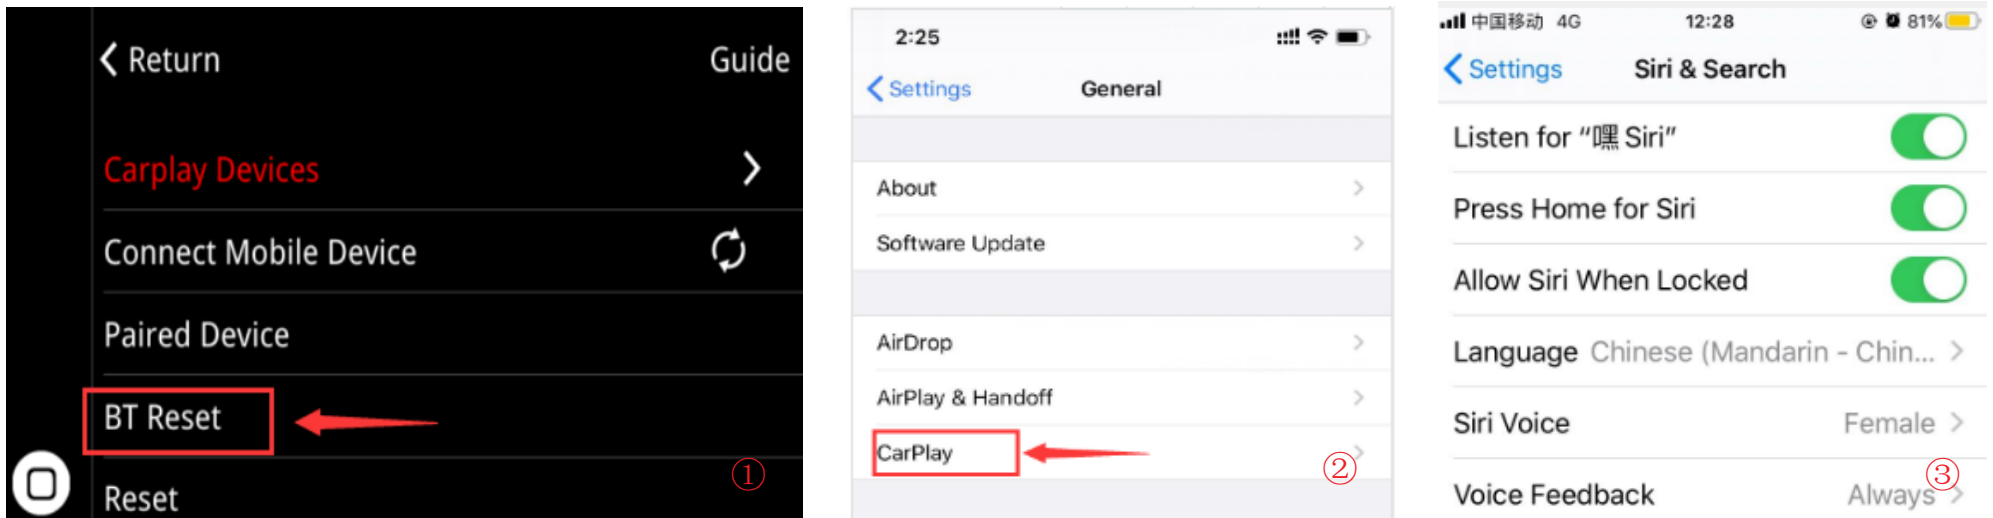 Return
Guide
Carplay Devices
Connect Mobile Device
Paired Device
BT Reset
Reset
①
2:25
Settings
General
About
Software Update
AirDrop
AirPlay & Handoff
CarPlay
②
中国移动 4G 12:28 81%
Settings
Siri & Search
Listen for “嘿 Siri”
Press Home for Siri
Allow Siri When Locked
Language Chinese (Mandarin - Chin...
Siri Voice Female
Voice Feedback Always
③